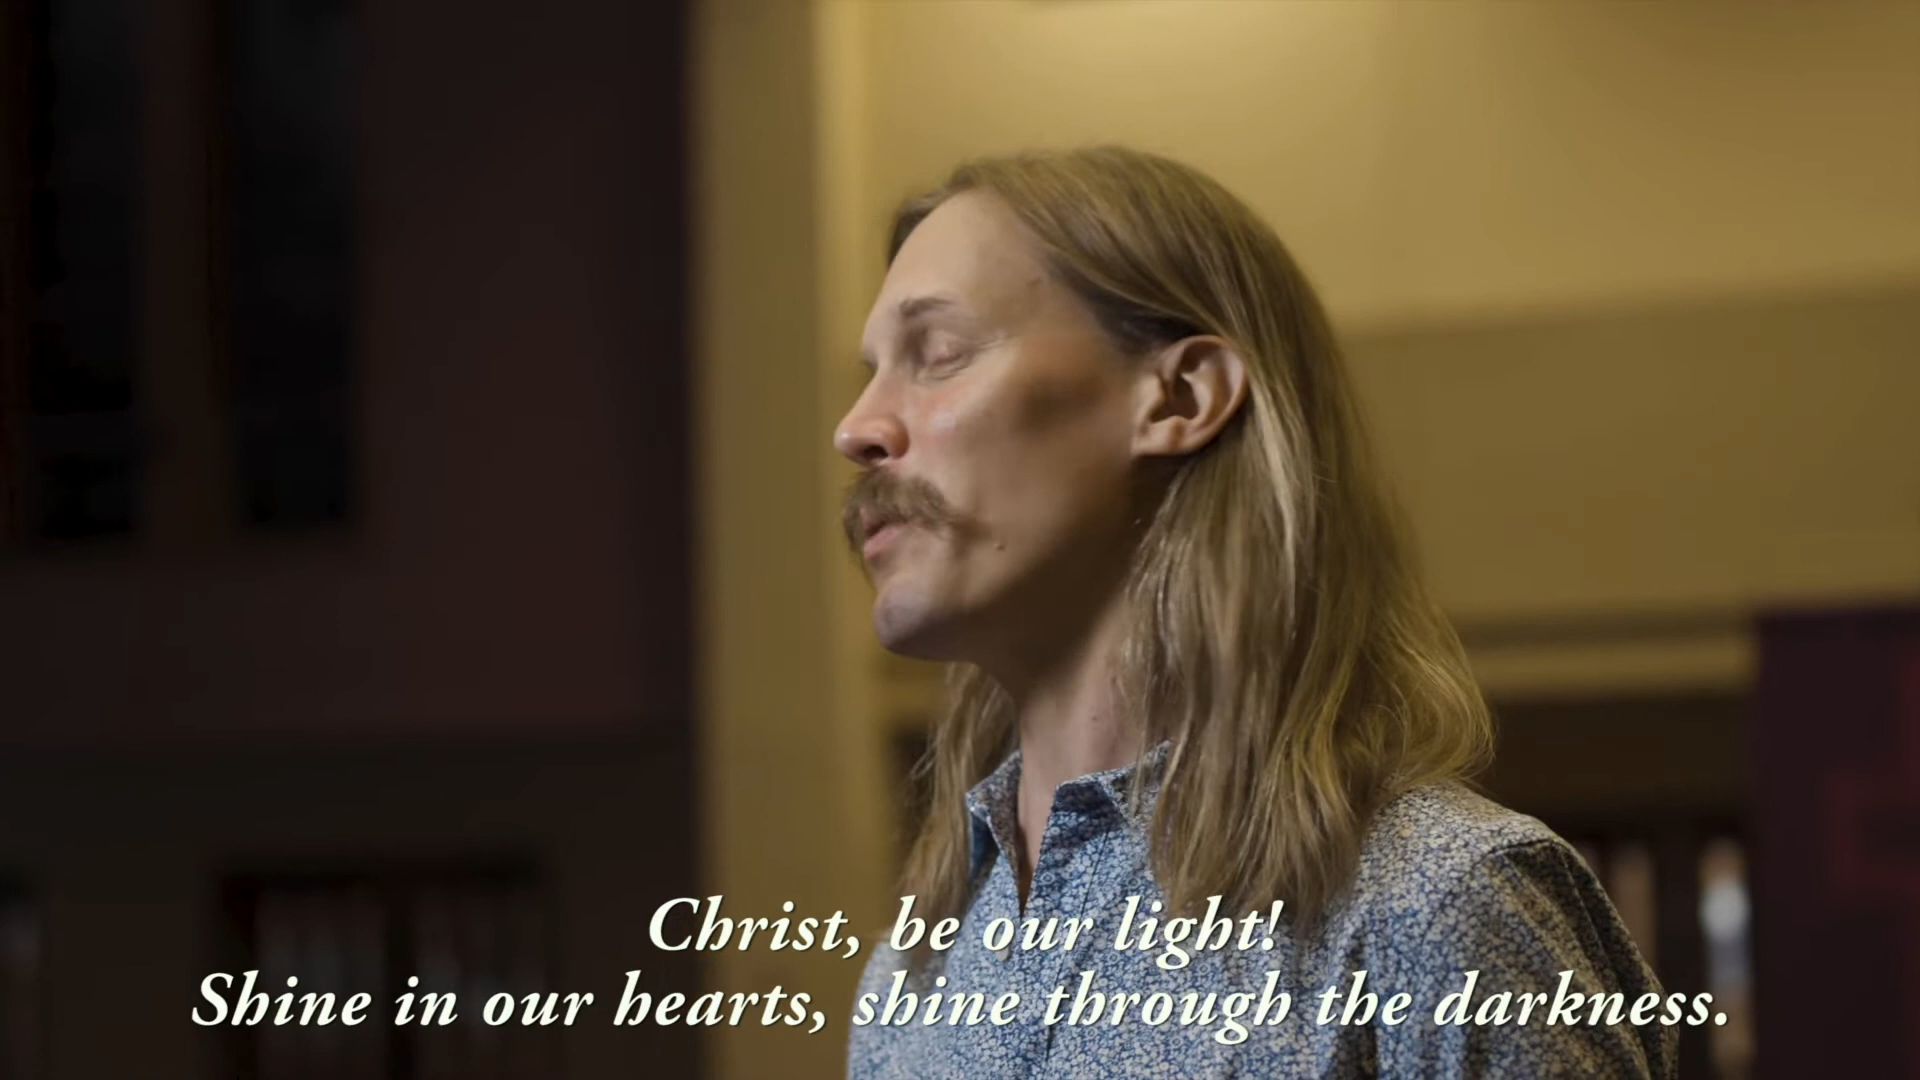 Christ, be our light!
Shine in our hearts, shine through the darkness.